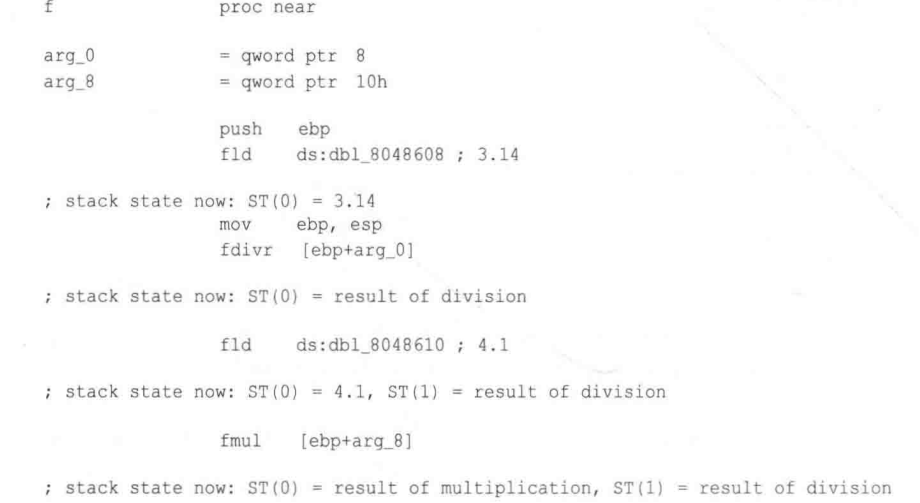 f proc near
arg_0 = qword ptr 8
arg_8 = qword ptr 10h
push ebp
fld ds:dbl_8048608 ; 3.14
; stack state now: ST(0) = 3.14
mov ebp, esp
fdivr [ebp+arg_0]
; stack state now: ST(0) = result of division
fld ds:dbl_8048610 ; 4.1
; stack state now: ST(0) = 4.1, ST(1) = result of division
fmul [ebp+arg_8]
; stack state now: ST(0) = result of multiplication, ST(1) = result of division